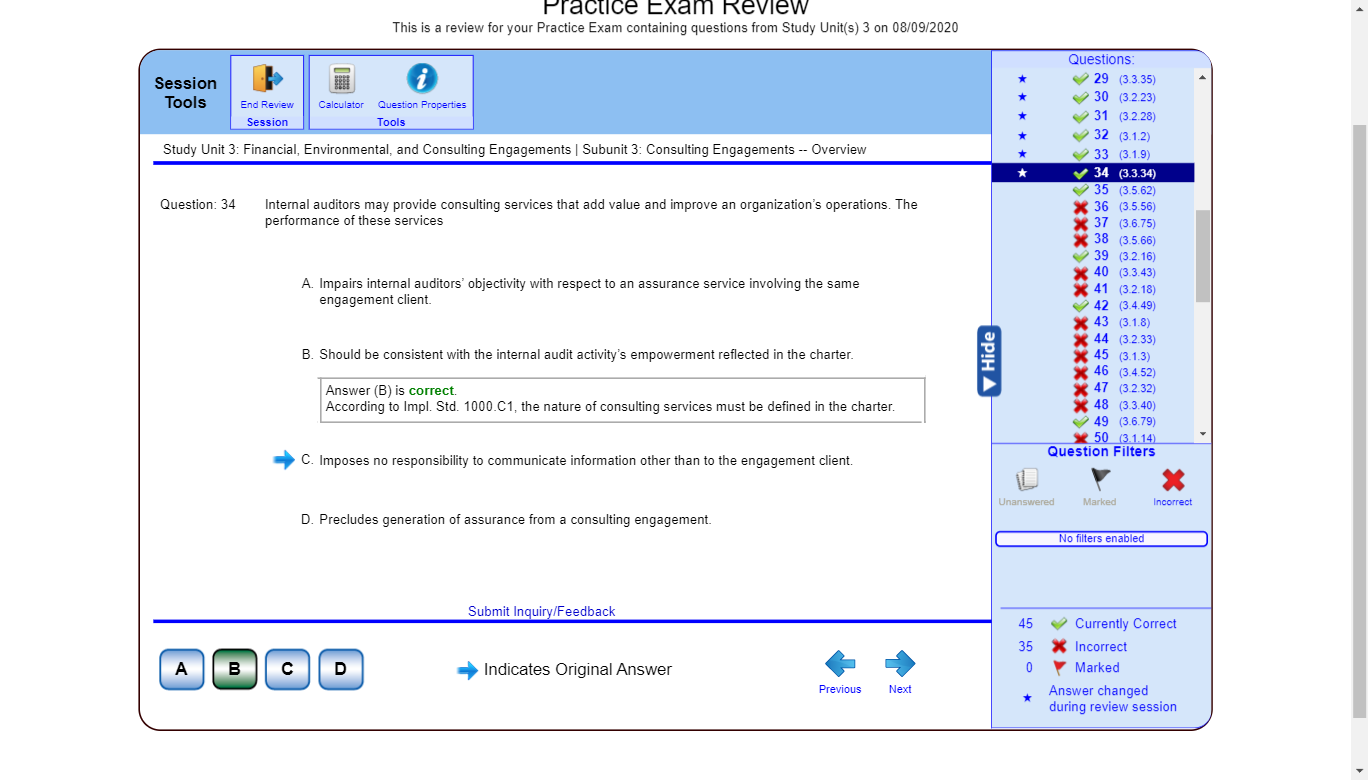 Practice Exam Review
This is a review for your Practice Exam containing questions from Study Unit(s) 3 on 08/09/2020
Session
Tools
End Review
Session
Calculator
Question Properties
Tools
Study Unit 3: Financial, Environmental, and Consulting Engagements | Subunit 3: Consulting Engagements -- Overview
Question: 34
Internal auditors may provide consulting services that add value and improve an organization's operations. The
performance of these services
A. Impairs internal auditors' objectivity with respect to an assurance service involving the same
engagement client.
B. Should be consistent with the internal audit activity's empowerment reflected in the charter.
Answer (B) is correct.
According to Impl. Std. 1000.C1, the nature of consulting services must be defined in the charter.
C. Imposes no responsibility to communicate information other than to the engagement client.
D. Precludes generation of assurance from a consulting engagement.
Submit Inquiry/Feedback
A
B
C
D
Indicates Original Answer
Previous
Next
Hide
Questions:
29 (3.3.35)
30 (3.2.23)
31 (3.2.28)
32 (3.1.2)
33 (3.1.9)
34 (3.3.34)
35 (3.5.62)
36 (3.5.56)
37 (3.6.75)
38 (3.5.66)
39 (3.2.16)
40 (3.3.43)
41 (3.2.18)
42 (3.4.49)
43 (3.1.8)
44 (3.2.33)
45 (3.1.3)
46 (3.4.52)
47 (3.2.32)
48 (3.3.40)
49 (3.6.79)
50 (3.1.14)
Question Filters
Unanswered
Marked
Incorrect
No filters enabled
45 Currently Correct
35 Incorrect
0 Marked
Answer changed
during review session